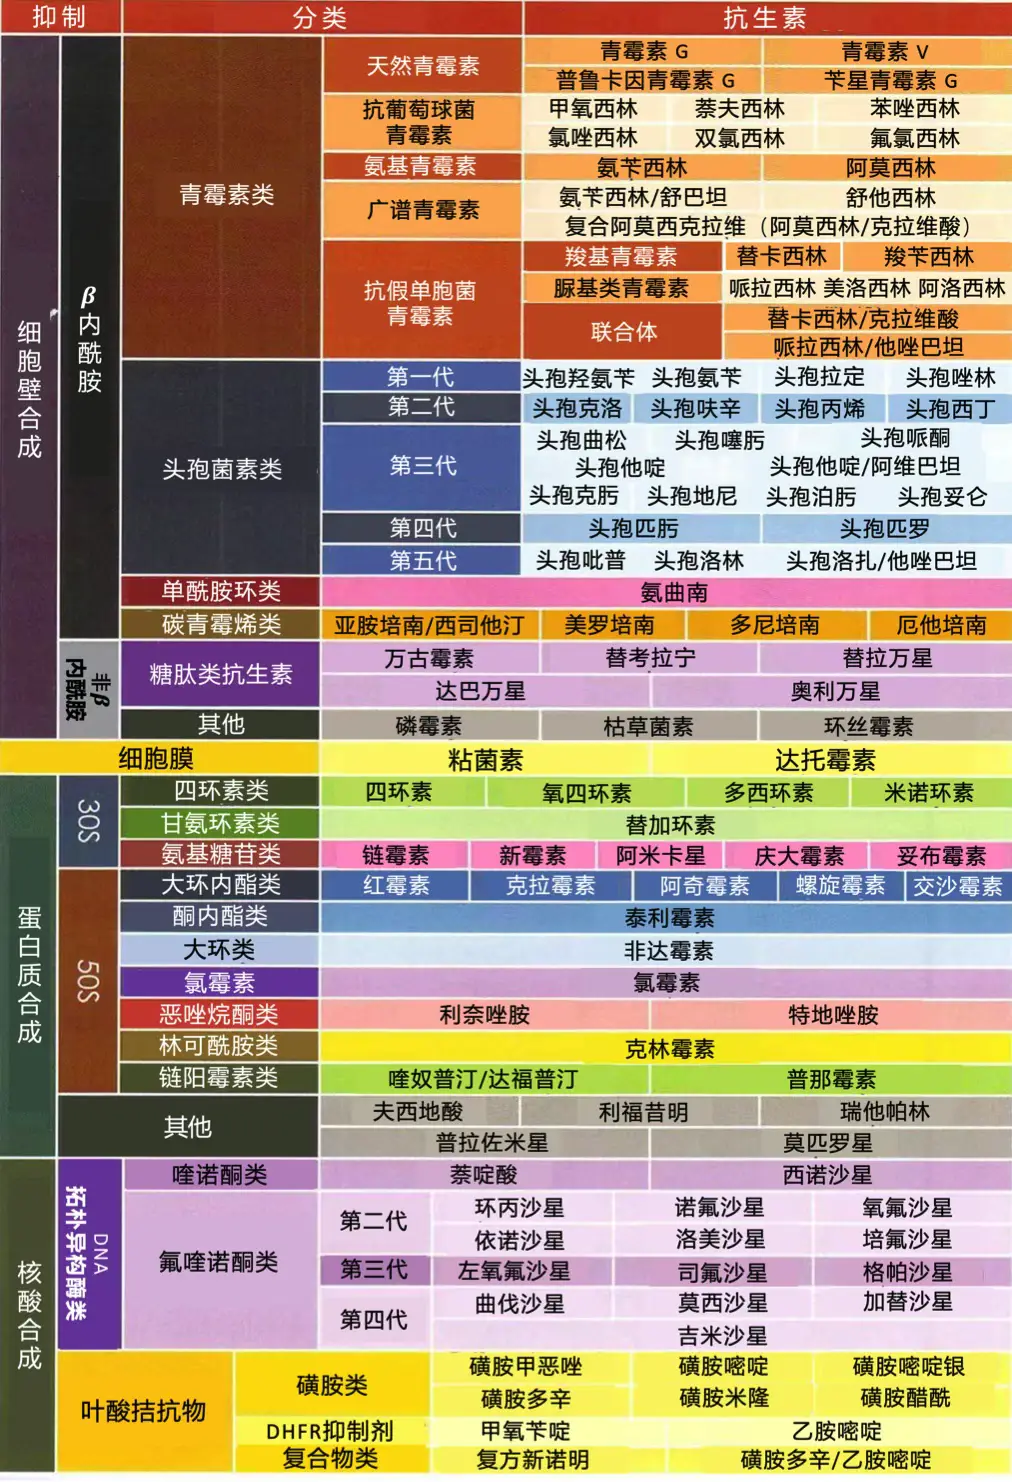 抑制 分类 抗生素
细胞壁合成
β内酰胺
青霉素类
天然青霉素
青霉素 G 青霉素 V
普鲁卡因青霉素 G 苄星青霉素 G
抗葡萄球菌
青霉素
甲氧西林 萘夫西林 苯唑西林
氯唑西林 双氯西林 氟氯西林
氨基青霉素 氨苄西林 阿莫西林
广谱青霉素
氨苄西林/舒巴坦 舒他西林
复合阿莫西克拉维（阿莫西林/克拉维酸）
抗假单胞菌
青霉素
羧基青霉素 替卡西林 羧苄西林
脲基类青霉素 哌拉西林 美洛西林 阿洛西林
联合体
替卡西林/克拉维酸
哌拉西林/他唑巴坦
头孢菌素类
第一代 头孢羟氨苄 头孢氨苄 头孢拉定 头孢唑林
第二代 头孢克洛 头孢呋辛 头孢丙烯 头孢西丁
第三代
头孢曲松 头孢噻肟 头孢哌酮
头孢他啶 头孢他啶/阿维巴坦
头孢克肟 头孢地尼 头孢泊肟 头孢妥仑
第四代 头孢匹肟 头孢匹罗
第五代 头孢吡普 头孢洛林 头孢洛扎/他唑巴坦
单酰胺环类 氨曲南
碳青霉烯类 亚胺培南/西司他汀 美罗培南 多尼培南 厄他培南
非β
内酰胺
糖肽类抗生素
万古霉素 替考拉宁 替拉万星
达巴万星 奥利万星
其他 磷霉素 枯草菌素 环丝霉素
细胞膜 粘菌素 达托霉素
蛋白质合成
30S
四环素类 四环素 氧四环素 多西环素 米诺环素
甘氨环素类 替加环素
氨基糖苷类 链霉素 新霉素 阿米卡星 庆大霉素 妥布霉素
50S
大环内酯类 红霉素 克拉霉素 阿奇霉素 螺旋霉素 交沙霉素
酮内酯类 泰利霉素
大环类 非达霉素
氯霉素 氯霉素
恶唑烷酮类 利奈唑胺 特地唑胺
林可酰胺类 克林霉素
链阳霉素类 喹奴普汀/达福普汀 普那霉素
其他
夫西地酸 利福昔明 瑞他帕林
普拉佐米星 莫匹罗星
核酸合成
DNA
拓朴异构酶类
喹诺酮类 萘啶酸 西诺沙星
氟喹诺酮类
第二代
环丙沙星 诺氟沙星 氧氟沙星
依诺沙星 洛美沙星 培氟沙星
第三代 左氧氟沙星 司氟沙星 格帕沙星
第四代
曲伐沙星 莫西沙星 加替沙星
吉米沙星
叶酸拮抗物
磺胺类
磺胺甲恶唑 磺胺嘧啶 磺胺嘧啶银
磺胺多辛 磺胺米隆 磺胺醋酰
DHFR抑制剂 甲氧苄啶 乙胺嘧啶
复合物类 复方新诺明 磺胺多辛/乙胺嘧啶